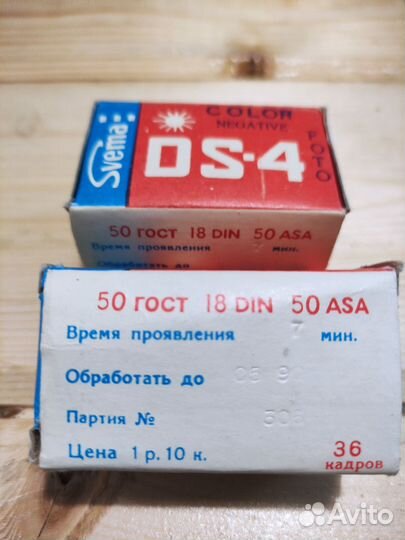 COLOR
NEGATIVE
FOTO
Svema
DS-4
50 ГОСТ 18 DIN 50 ASA
Время проявления 7 мин.
Обработать до
50 ГОСТ 18 DIN 50 ASA
Время проявления 7 мин.
Обработать до
Партия №
Цена 1 р. 10 к.
36
кадров
Avito